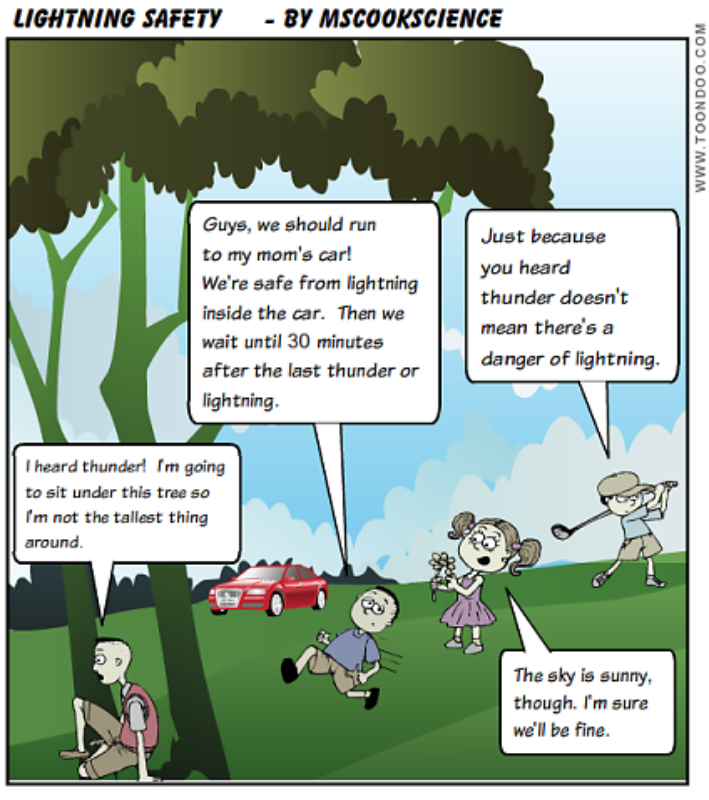 LIGHTNING SAFETY - BY MSCOOKSCIENCE
WWW.TOONDOO.COM
Guys, we should run
to my mom's car!
We're safe from lightning
inside the car. Then we
wait until 30 minutes
after the last thunder or
lightning.
Just because
you heard
thunder doesn't
mean there's a
danger of lightning.
I heard thunder! I'm going
to sit under this tree so
I'm not the tallest thing
around.
The sky is sunny,
though. I'm sure
we'll be fine.